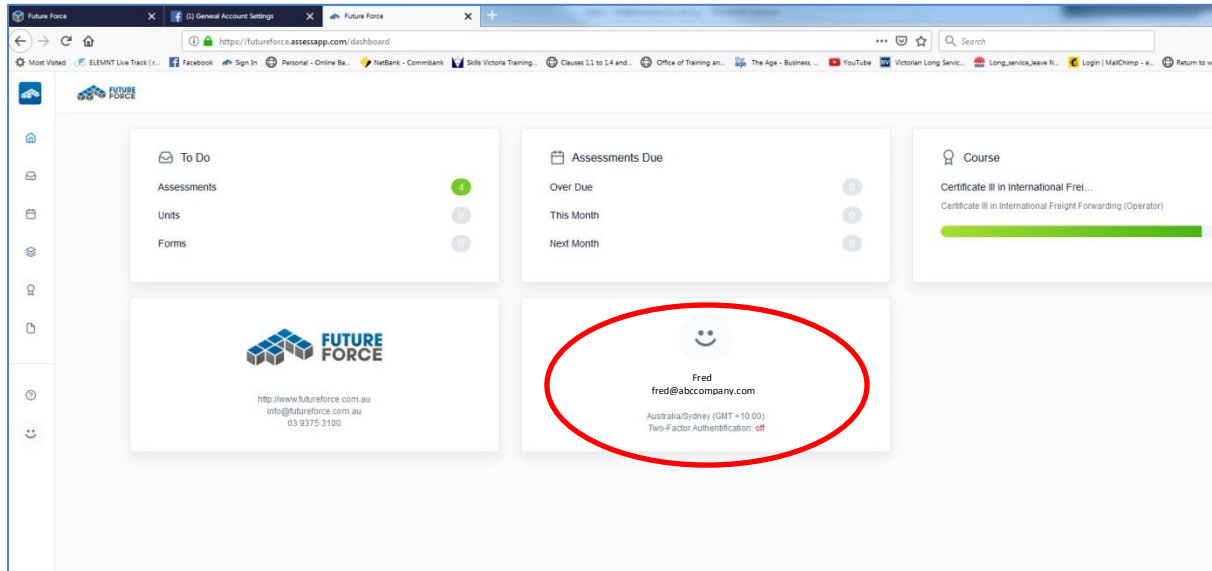 Future Force
(1) General Account Settings
Future Force
https://futureforce.assessapp.com/dashboard
Search
Most Visited
ELEMNT Live Track | r...
Facebook
Sign In
Personal - Online Ba...
NetBank - Commbank
Skills Victoria Training...
Clauses 1.1 to 1.4 and...
Office of Training an...
The Age - Business, ...
YouTube
Victorian Long Servic...
Long_service_leave N...
Login | MailChimp - e...
Return to w
FUTURE
FORCE
To Do
Assessments
4
Units
0
Forms
0
Assessments Due
Over Due
0
This Month
0
Next Month
0
Course
Certificate III in International Frei...
Certificate III in International Freight Forwarding (Operator)
FUTURE
FORCE
http://www.futureforce.com.au
info@futureforce.com.au
03 9375 3100
Fred
fred@abccompany.com
Australia/Sydney (GMT +10:00)
Two-Factor Authentification: off